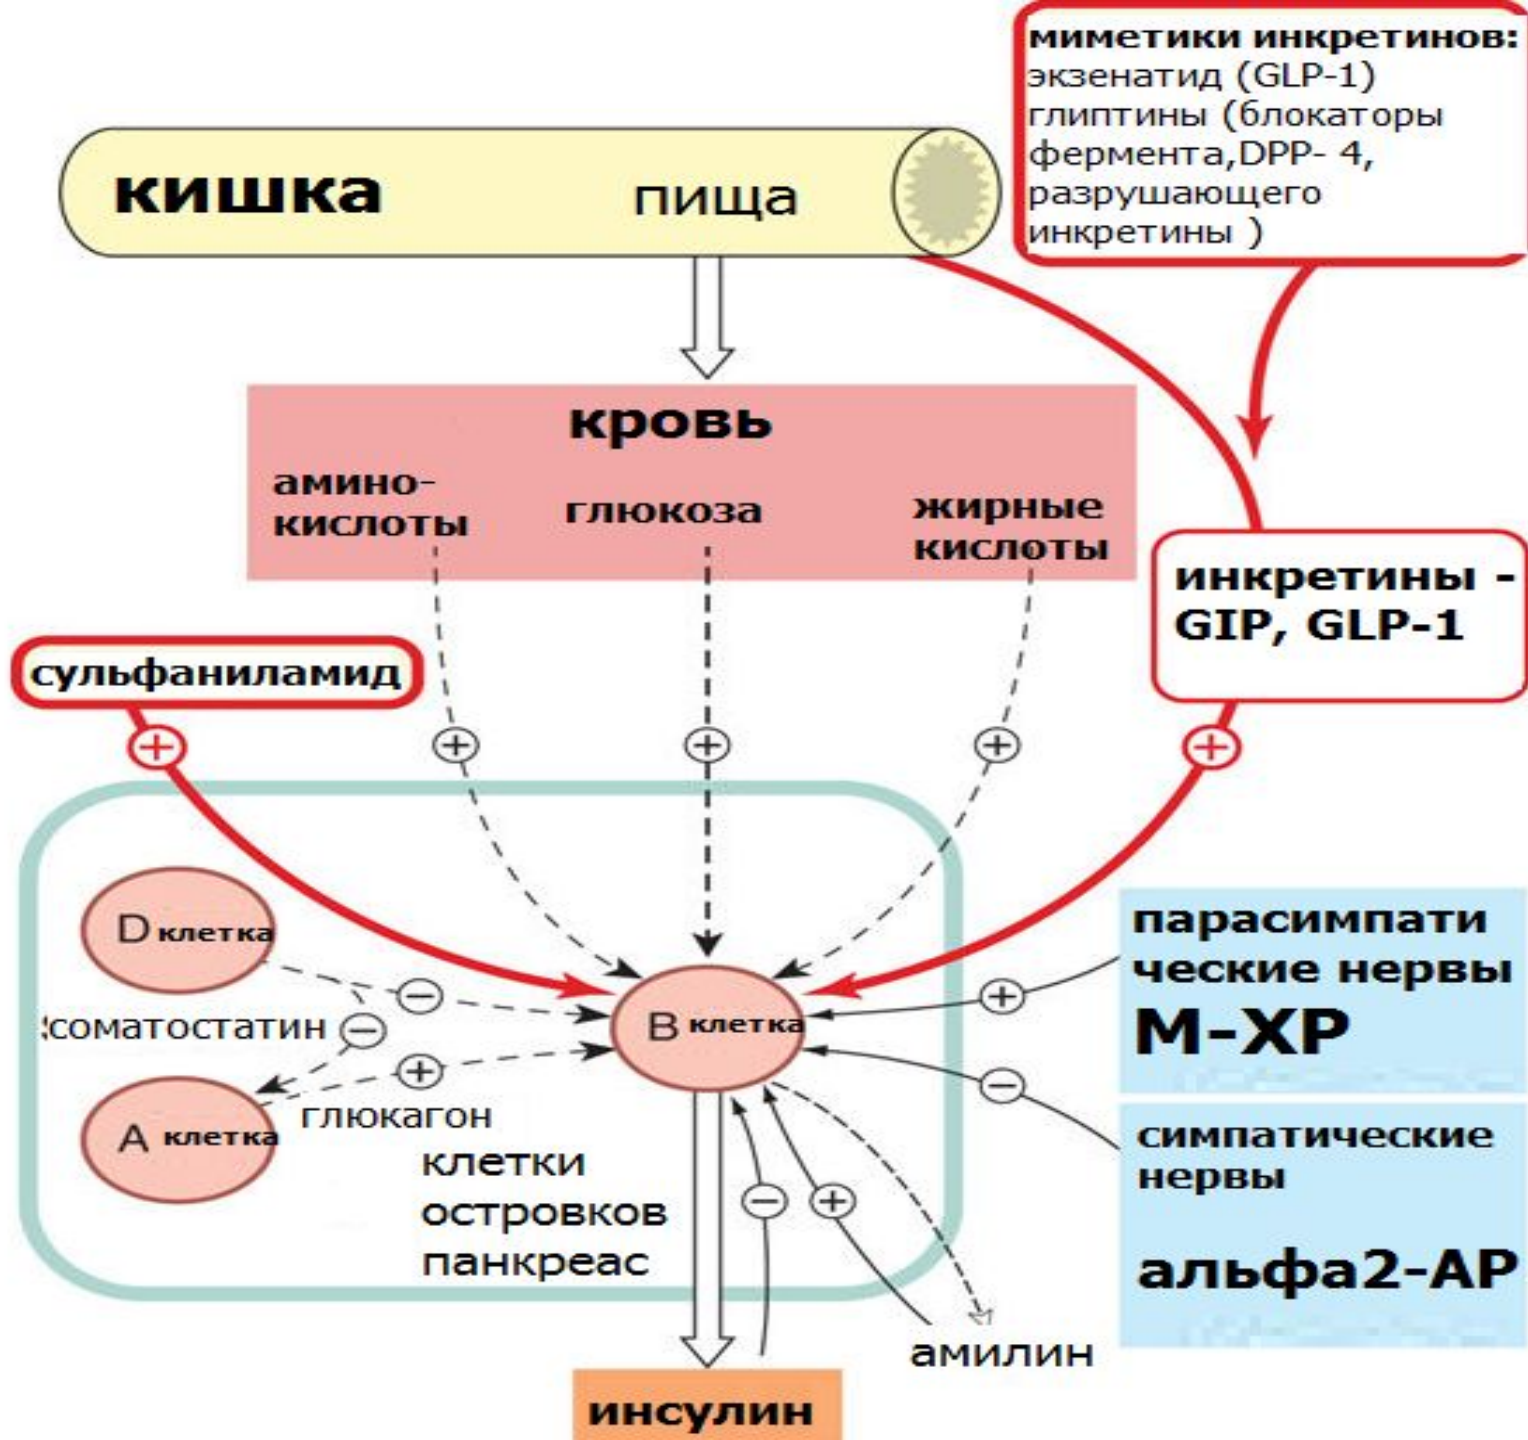 миметики инкретинов:
экзенатид (GLP-1)
глиптины (блокаторы
фермента,DPP- 4,
разрушающего
инкретины )
кишка пища
кровь
амино-
кислоты
глюкоза
жирные
кислоты
инкретины -
GIP, GLP-1
сульфаниламид
D клетка
соматостатин
B клетка
A клетка
глюкагон
клетки
островков
панкреас
парасимпати
ческие нервы
М-ХР
симпатические
нервы
альфа2-АР
амилин
инсулин